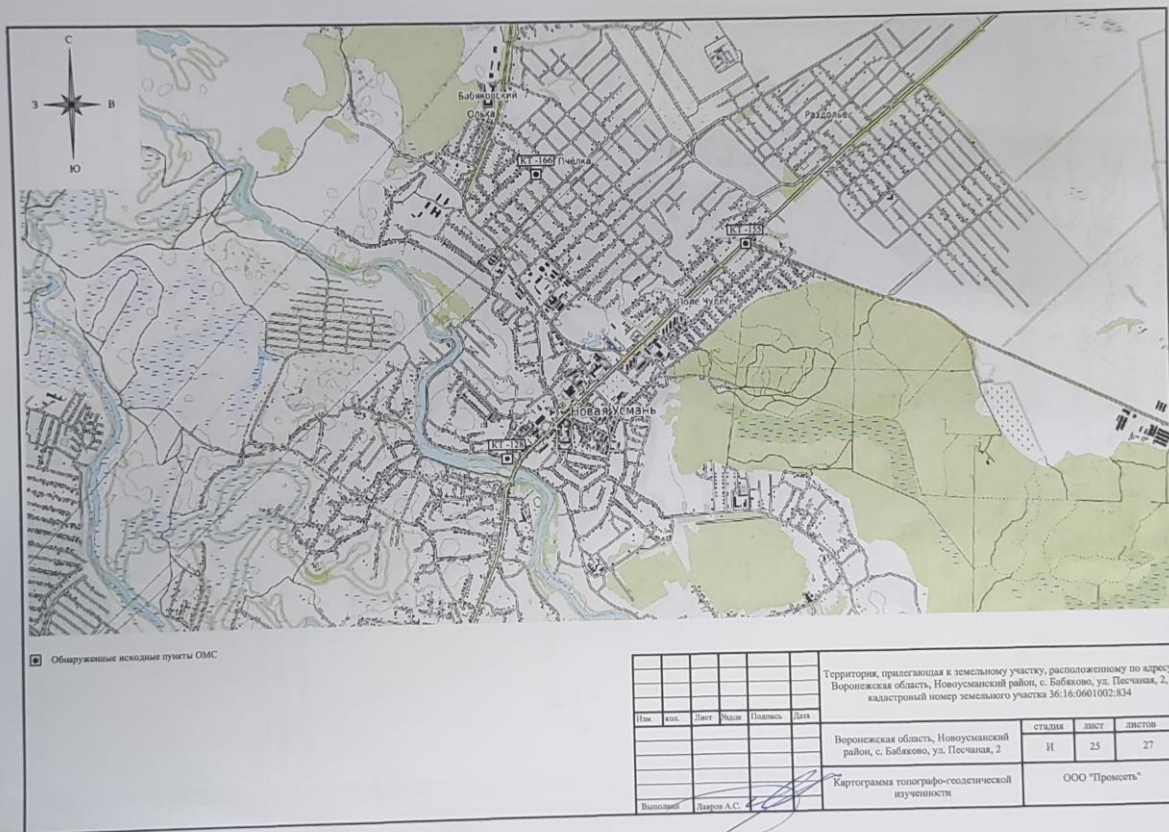 С
З
В
Ю
Бабяковский
Ольха
КТ -166
Пчёлка
Раздолье
КТ -155
Поле Чудес
Новая Усмань
КТ -128
Обнаруженные исходные пункты ОМС
Территория, прилегающая к земельному участку, расположенному по адресу
Воронежская область, Новоусманский район, с. Бабяково, ул. Песчаная, 2,
кадастровый номер земельного участка 36:16:0601002:834
Изм. кол. Лист №док Подпись Дата
Воронежская область, Новоусманский
район, с. Бабяково, ул. Песчаная, 2
стадия лист листов
И 25 27
Картограмма топографо-геодезической
изученности
ООО "Промсеть"
Выполнил Лавров А.С.